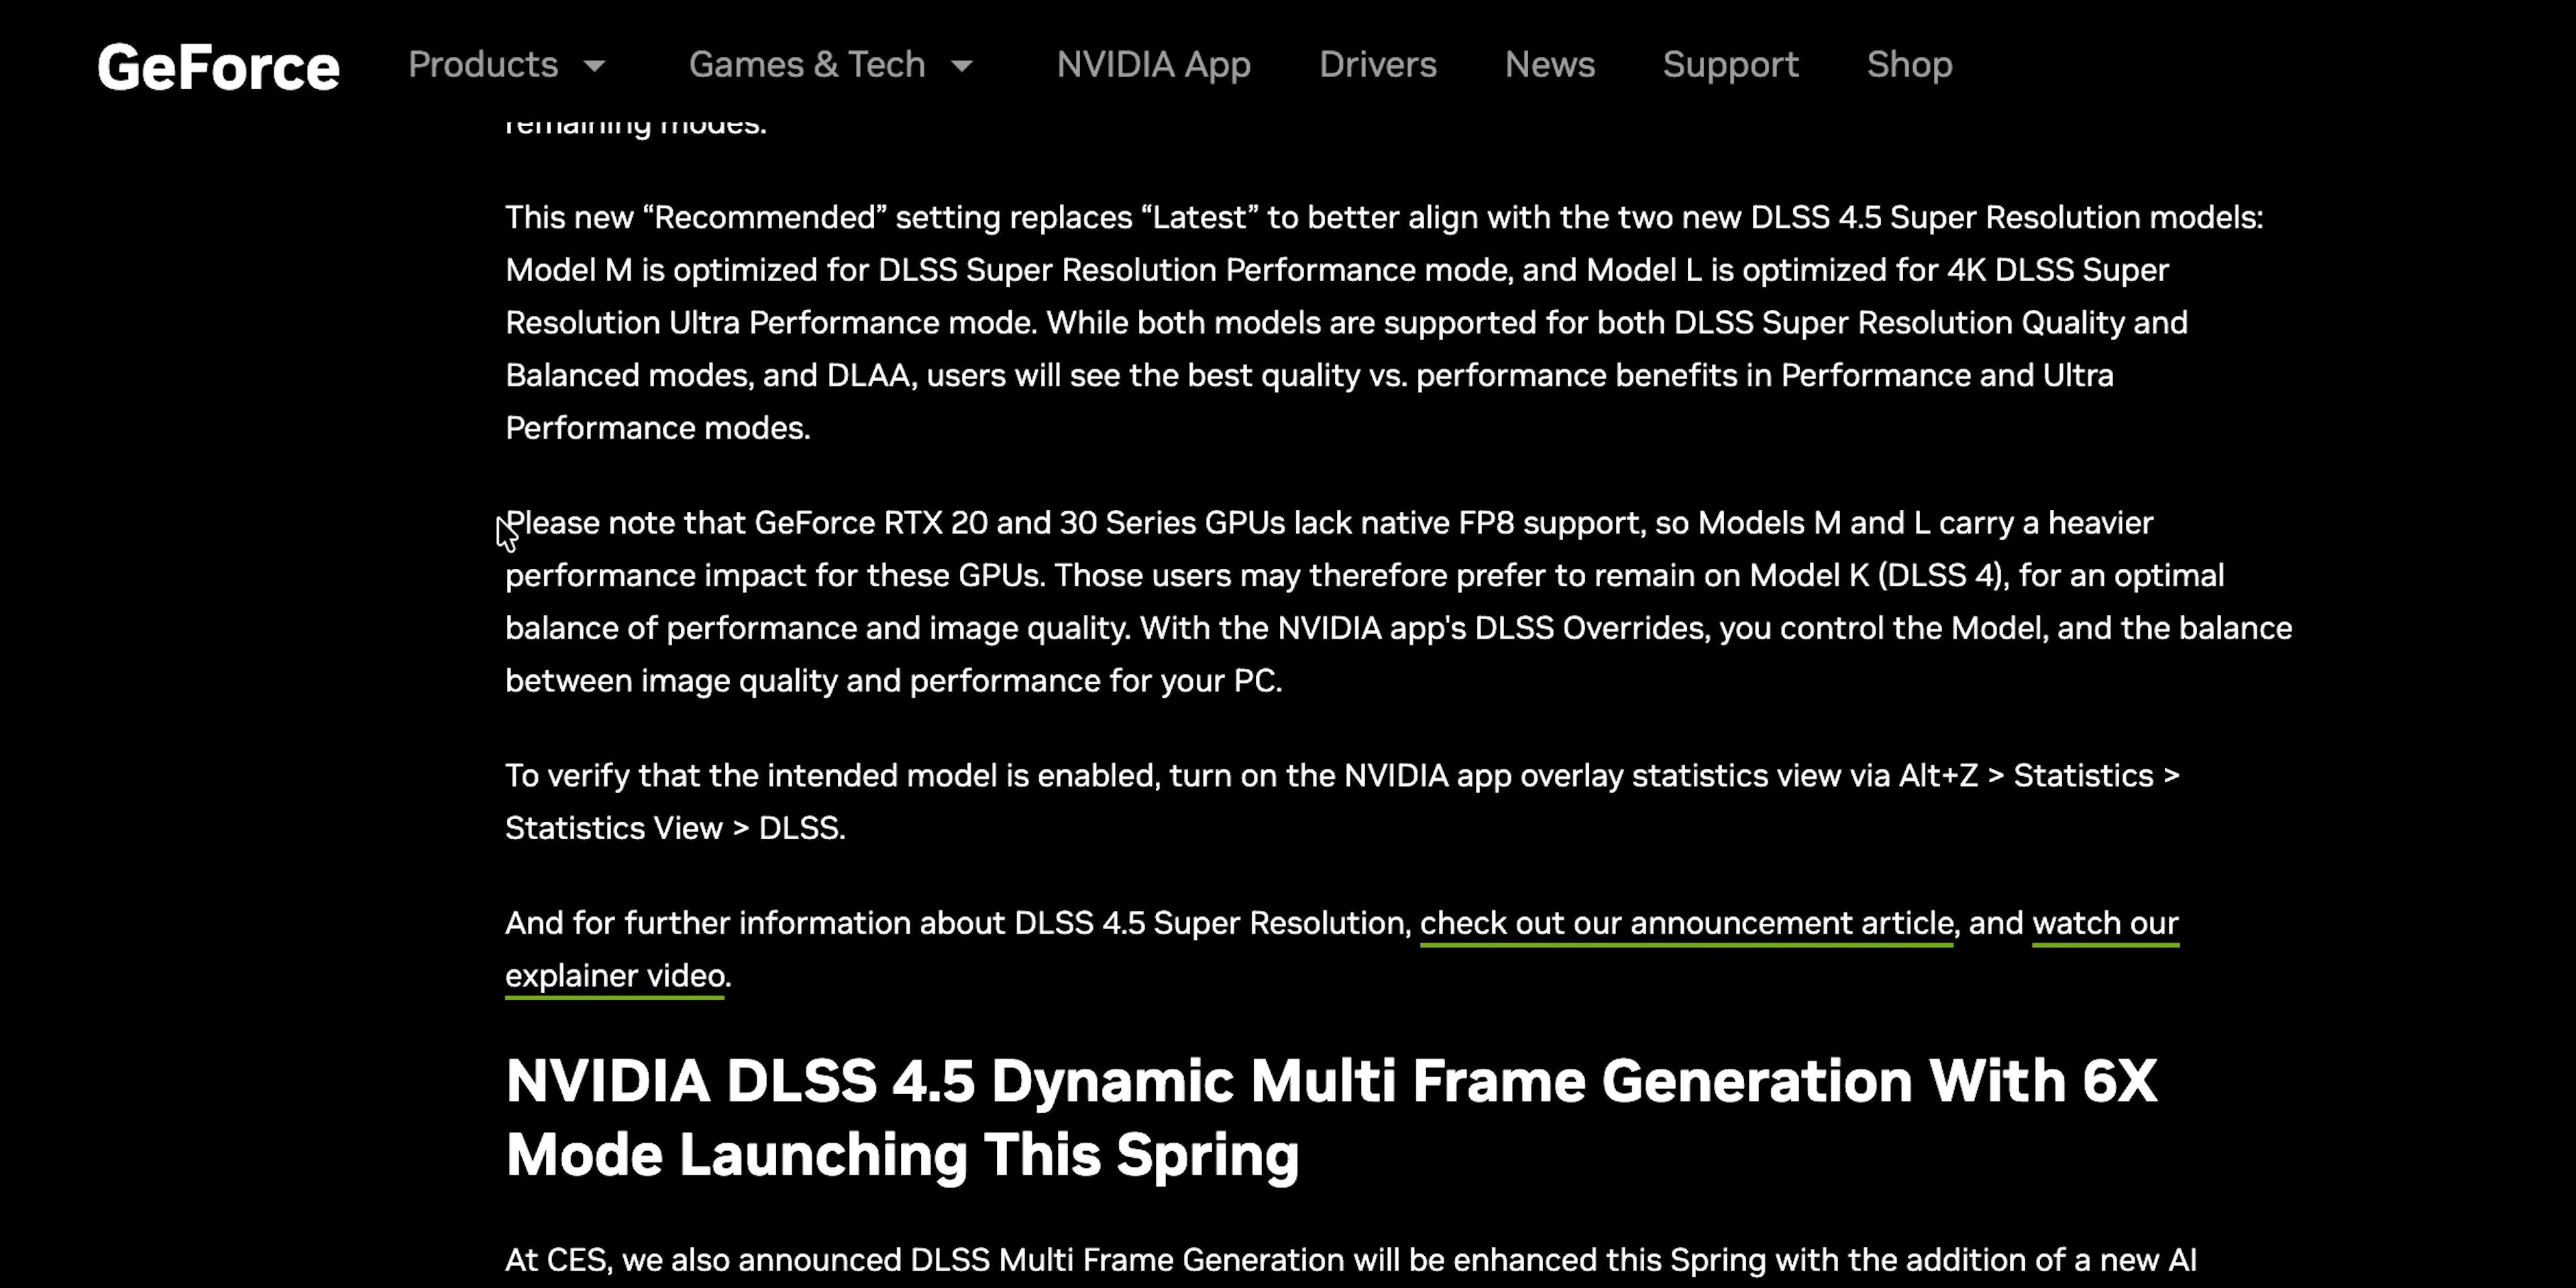 GeForce Products Games & Tech NVIDIA App Drivers News Support Shop
remaining modes.
This new “Recommended” setting replaces “Latest” to better align with the two new DLSS 4.5 Super Resolution models:
Model M is optimized for DLSS Super Resolution Performance mode, and Model L is optimized for 4K DLSS Super
Resolution Ultra Performance mode. While both models are supported for both DLSS Super Resolution Quality and
Balanced modes, and DLAA, users will see the best quality vs. performance benefits in Performance and Ultra
Performance modes.
Please note that GeForce RTX 20 and 30 Series GPUs lack native FP8 support, so Models M and L carry a heavier
performance impact for these GPUs. Those users may therefore prefer to remain on Model K (DLSS 4), for an optimal
balance of performance and image quality. With the NVIDIA app's DLSS Overrides, you control the Model, and the balance
between image quality and performance for your PC.
To verify that the intended model is enabled, turn on the NVIDIA app overlay statistics view via Alt+Z > Statistics >
Statistics View > DLSS.
And for further information about DLSS 4.5 Super Resolution, check out our announcement article, and watch our
explainer video.
NVIDIA DLSS 4.5 Dynamic Multi Frame Generation With 6X
Mode Launching This Spring
At CES, we also announced DLSS Multi Frame Generation will be enhanced this Spring with the addition of a new AI